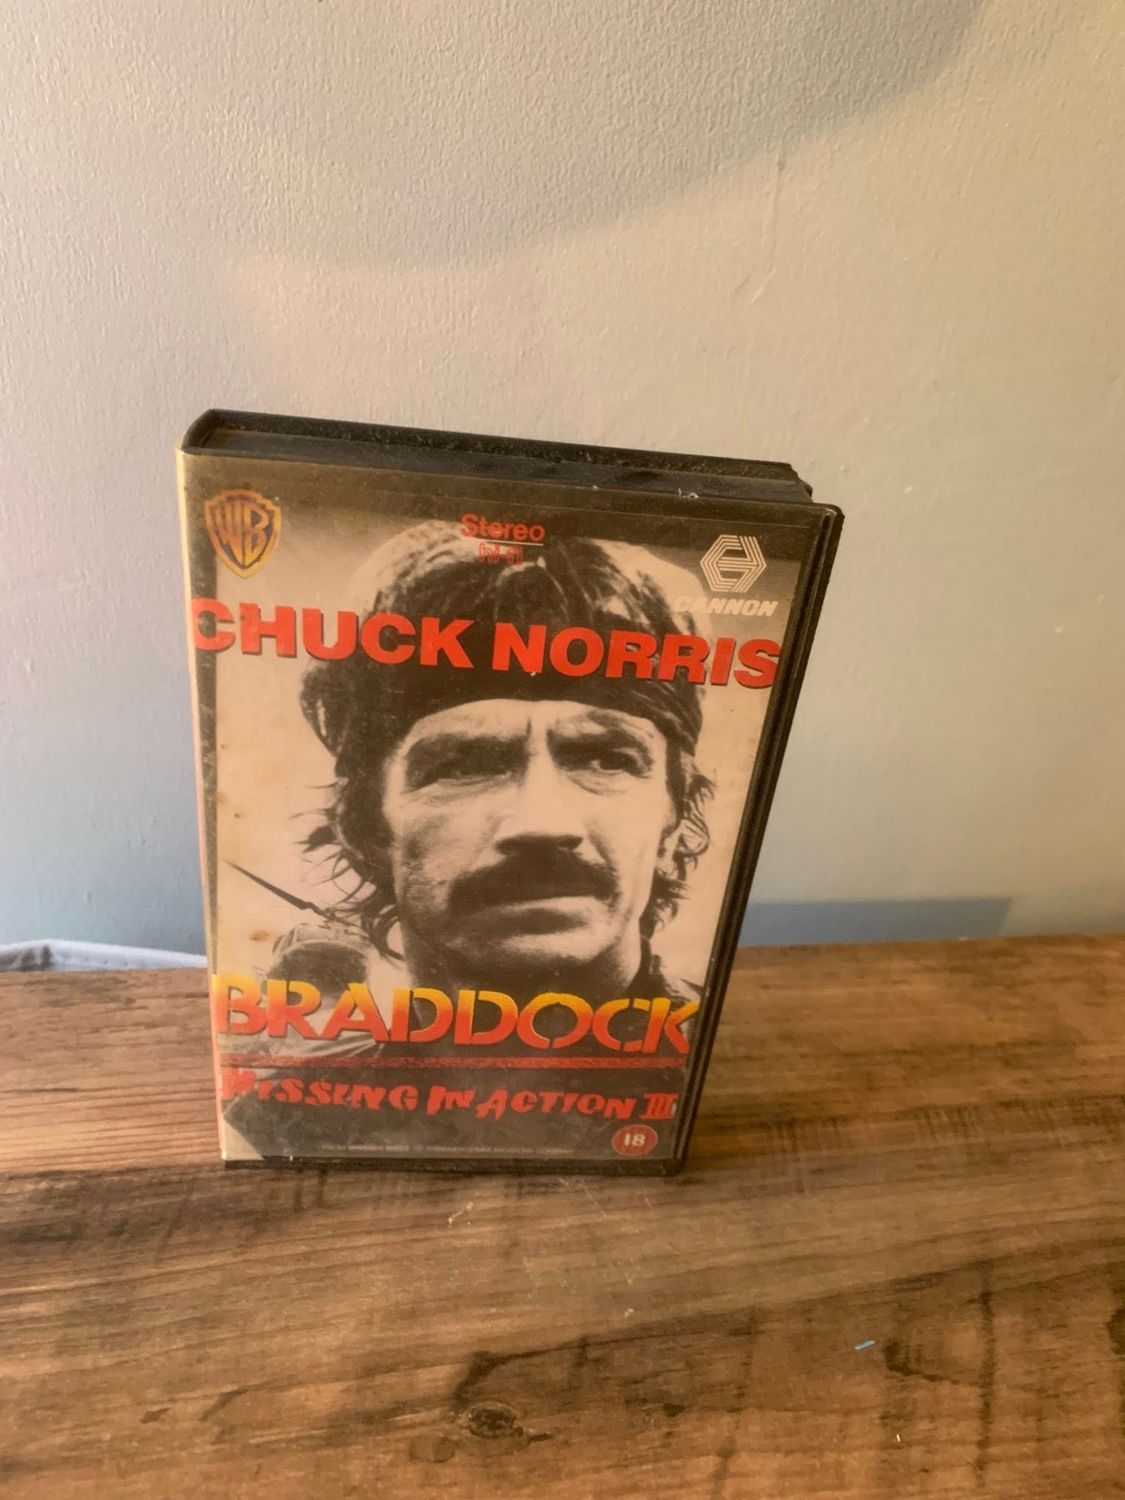 WB
Stereo
hi-fi
CANNON
CHUCK NORRIS
BRADDOCK
MISSING IN ACTION III
18